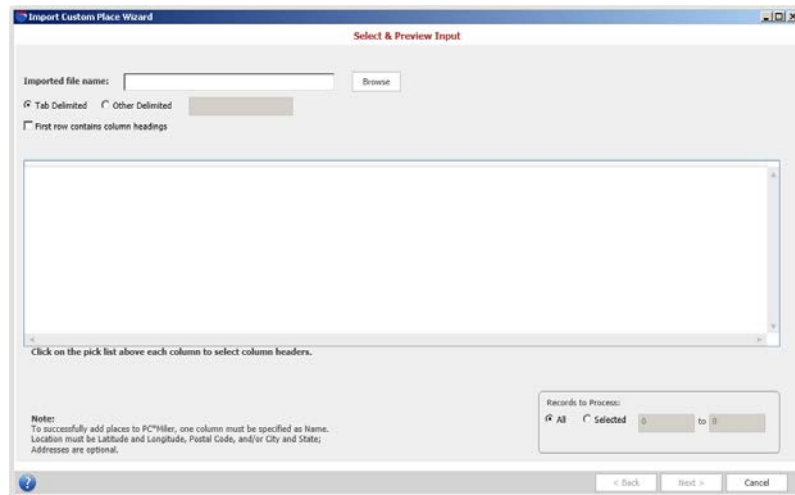 Import Custom Place Wizard
Select & Preview Input
Imported file name:
Browse
Tab Delimited Other Delimited
First row contains column headings
Click on the pick list above each column to select column headers.
Note:
To successfully add places to PC*Miler, one column must be specified as Name.
Location must be Latitude and Longitude, Postal Code, and/or City and State;
Addresses are optional.
Records to Process:
All Selected 0 to 0
? < Back Next > Cancel